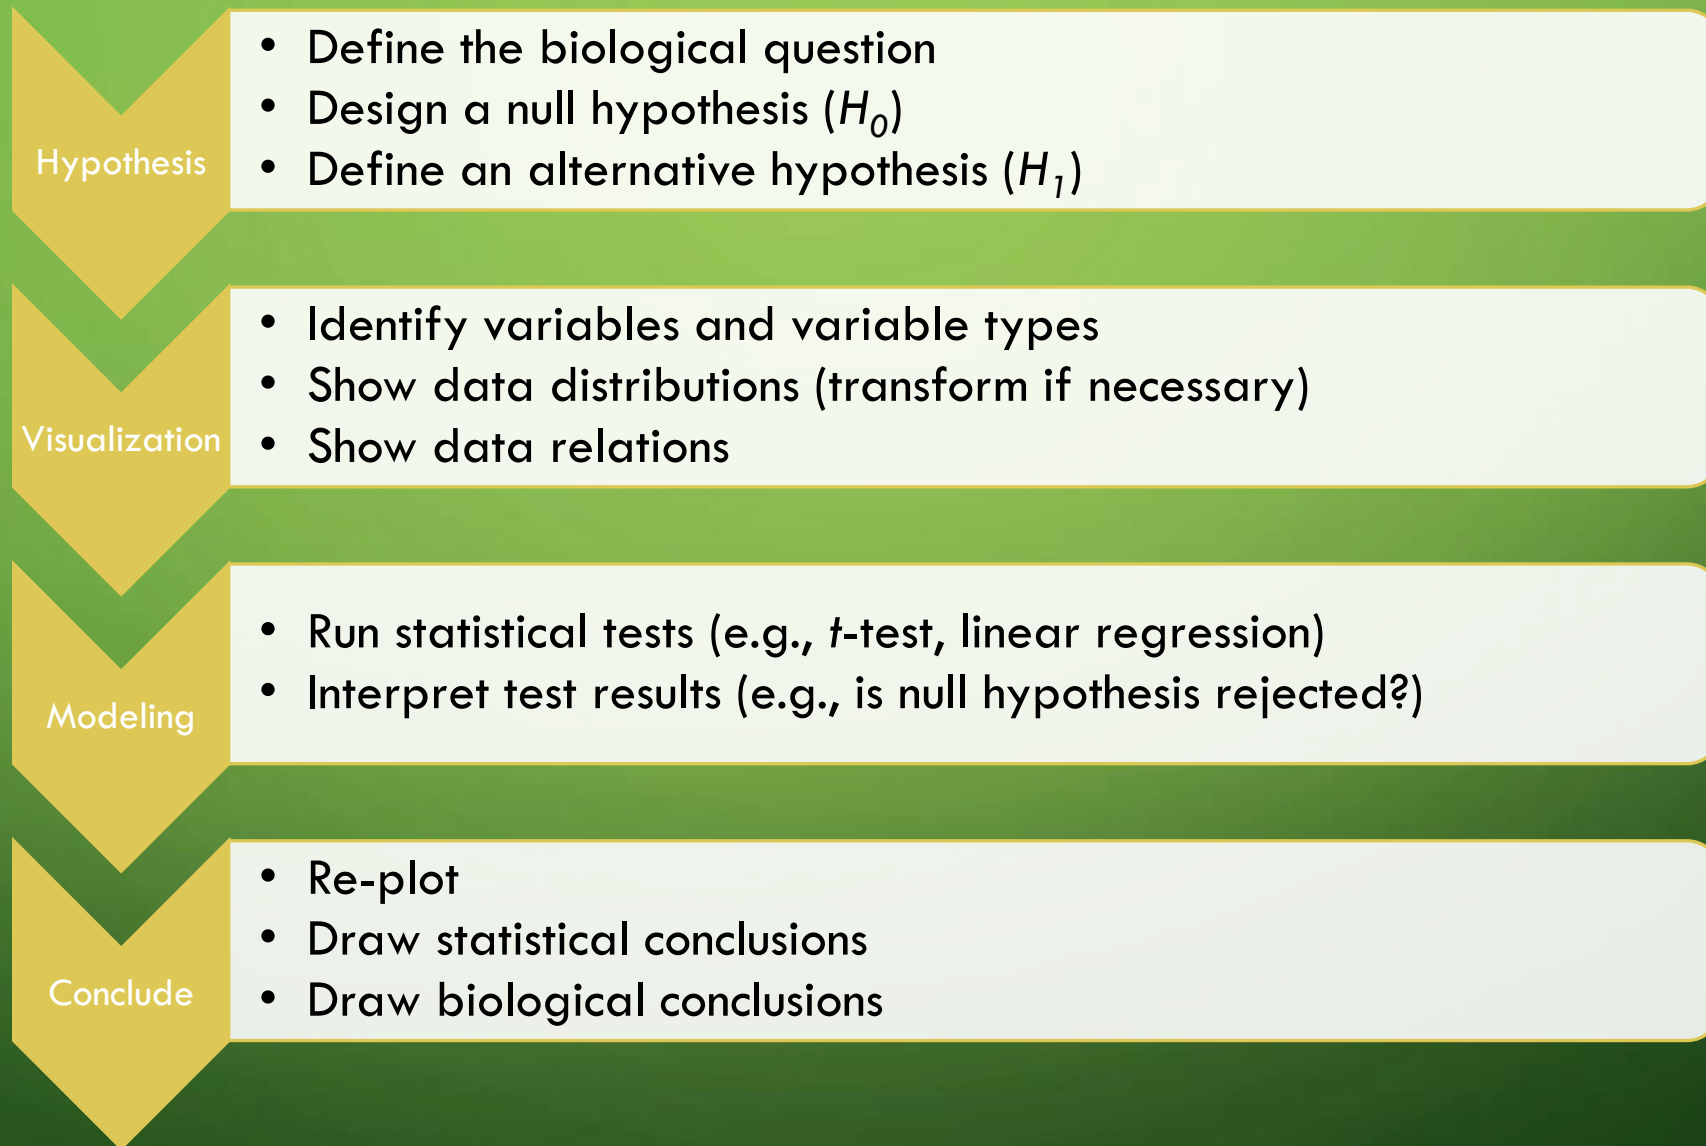 Hypothesis
• Define the biological question
• Design a null hypothesis (H₀)
• Define an alternative hypothesis (H₁)
Visualization
• Identify variables and variable types
• Show data distributions (transform if necessary)
• Show data relations
Modeling
• Run statistical tests (e.g., t-test, linear regression)
• Interpret test results (e.g., is null hypothesis rejected?)
Conclude
• Re-plot
• Draw statistical conclusions
• Draw biological conclusions